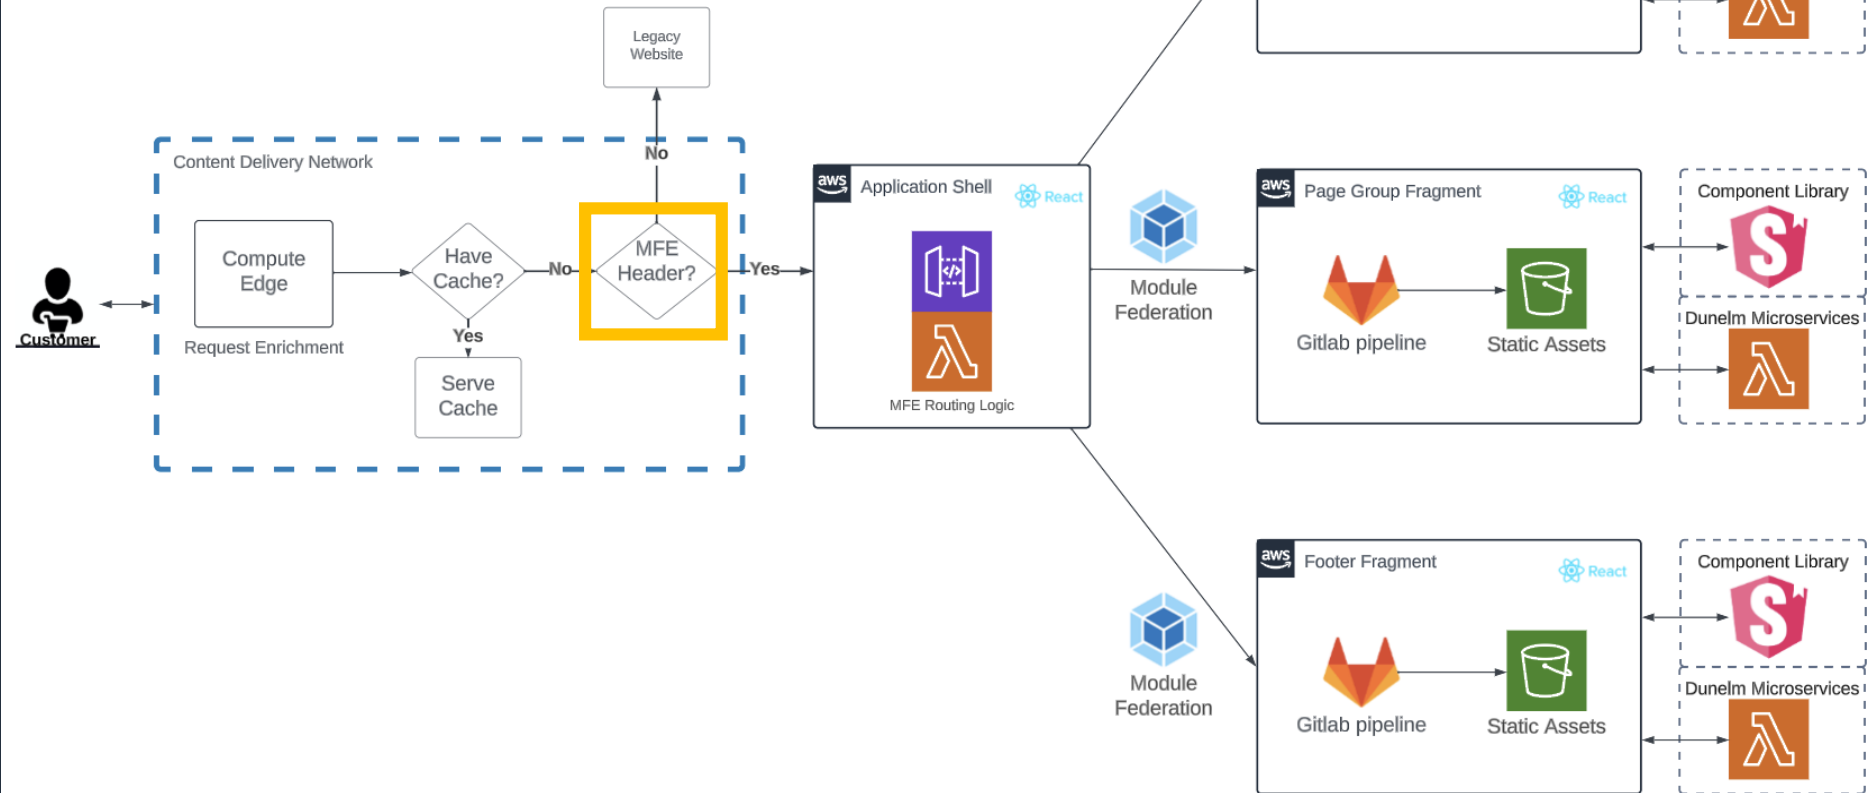 Legacy
Website
No
Content Delivery Network
Compute
Edge
Request Enrichment
Have
Cache?
No
Yes
Serve
Cache
MFE
Header?
Yes
Customer
aws
Application Shell
React
MFE Routing Logic
Module
Federation
aws
Page Group Fragment
React
Gitlab pipeline
Static Assets
Component Library
Dunelm Microservices
Module
Federation
aws
Footer Fragment
React
Gitlab pipeline
Static Assets
Component Library
Dunelm Microservices